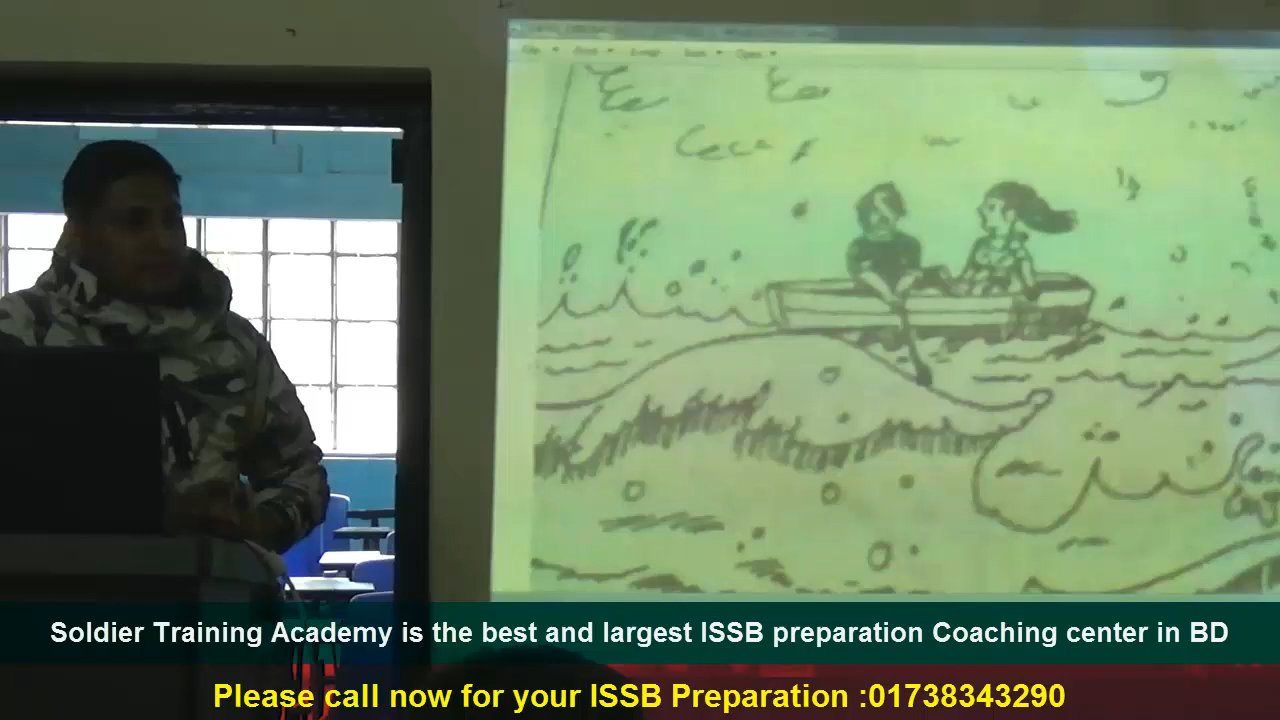 Soldier Training Academy is the best and largest ISSB preparation Coaching center in BD
Please call now for your ISSB Preparation :01738343290